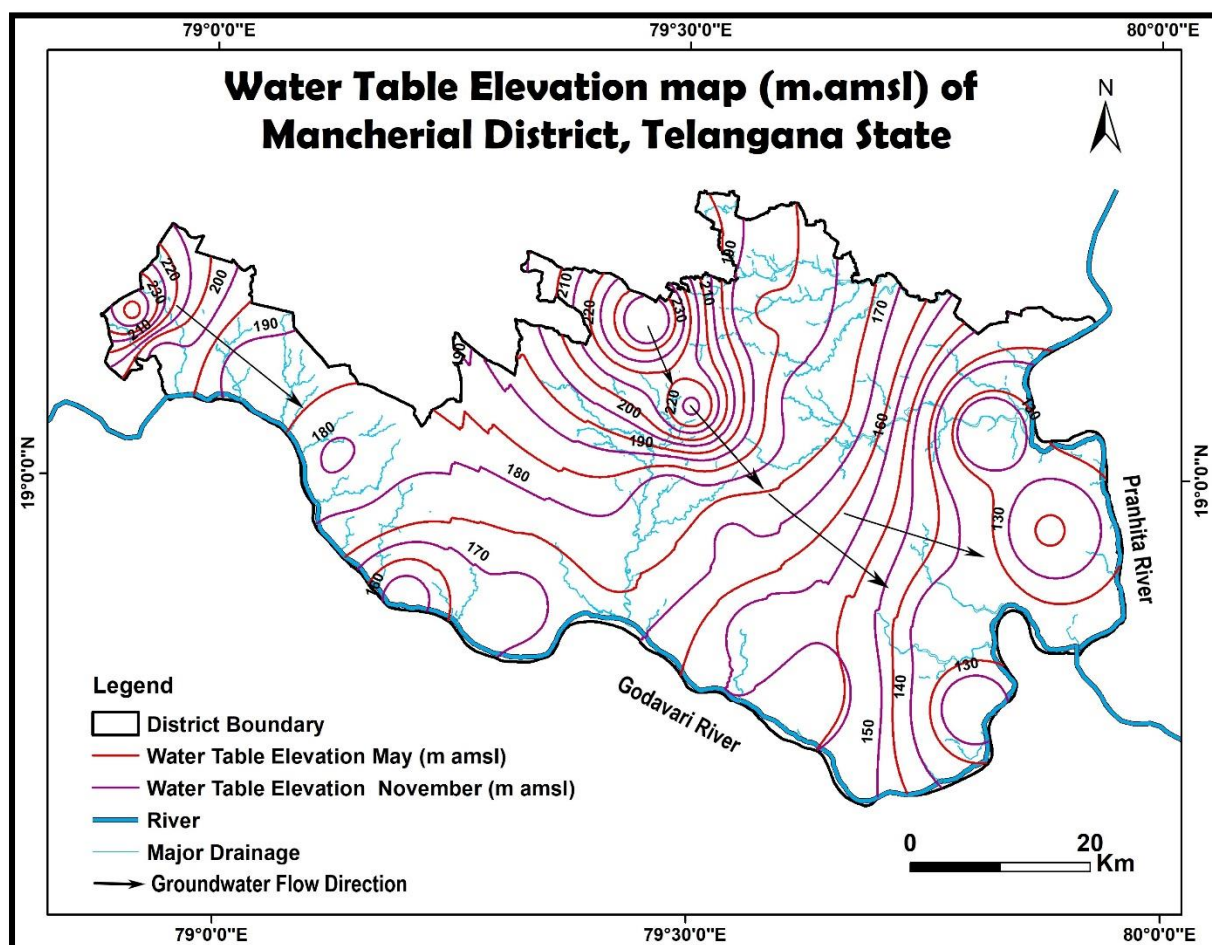 79°0'0"E 79°30'0"E 80°0'0"E
Water Table Elevation map (m.amsl) of
Mancherial District, Telangana State
N
190
220
200
210
230
210
230
220
170
240
190
190
130
180
220
200
160
190
180
19°0'0"N
19°0'0"N
130
Pranhita River
170
160
130
140
150
Godavari River
Legend
District Boundary
Water Table Elevation May (m amsl)
Water Table Elevation November (m amsl)
River
Major Drainage
Groundwater Flow Direction
0 20
Km
79°0'0"E 79°30'0"E 80°0'0"E